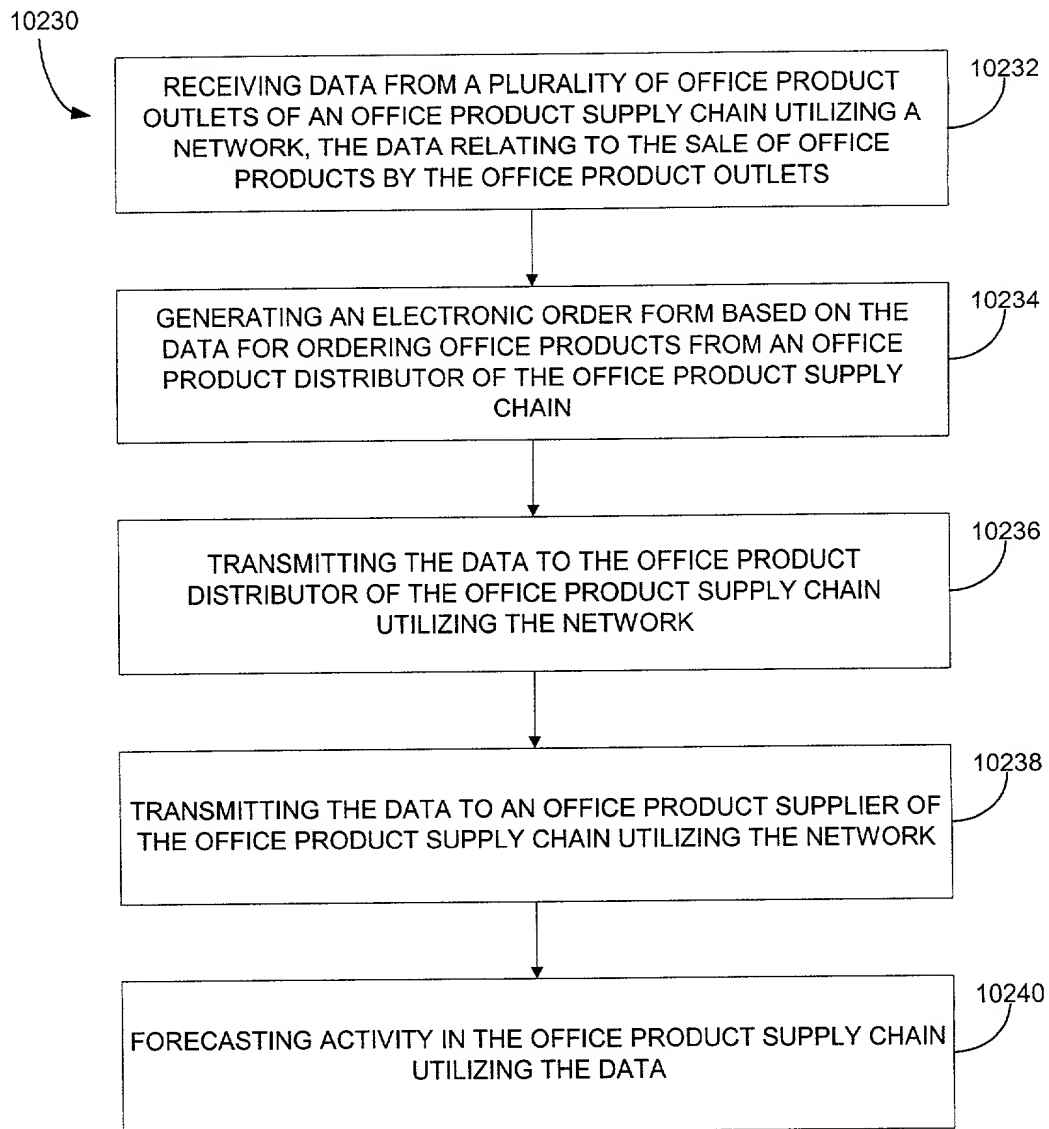 10230
RECEIVING DATA FROM A PLURALITY OF OFFICE PRODUCT
OUTLETS OF AN OFFICE PRODUCT SUPPLY CHAIN UTILIZING A
NETWORK, THE DATA RELATING TO THE SALE OF OFFICE
PRODUCTS BY THE OFFICE PRODUCT OUTLETS
10232
GENERATING AN ELECTRONIC ORDER FORM BASED ON THE
DATA FOR ORDERING OFFICE PRODUCTS FROM AN OFFICE
PRODUCT DISTRIBUTOR OF THE OFFICE PRODUCT SUPPLY
CHAIN
10234
TRANSMITTING THE DATA TO THE OFFICE PRODUCT
DISTRIBUTOR OF THE OFFICE PRODUCT SUPPLY CHAIN
UTILIZING THE NETWORK
10236
TRANSMITTING THE DATA TO AN OFFICE PRODUCT SUPPLIER OF
THE OFFICE PRODUCT SUPPLY CHAIN UTILIZING THE NETWORK
10238
FORECASTING ACTIVITY IN THE OFFICE PRODUCT SUPPLY CHAIN
UTILIZING THE DATA
10240